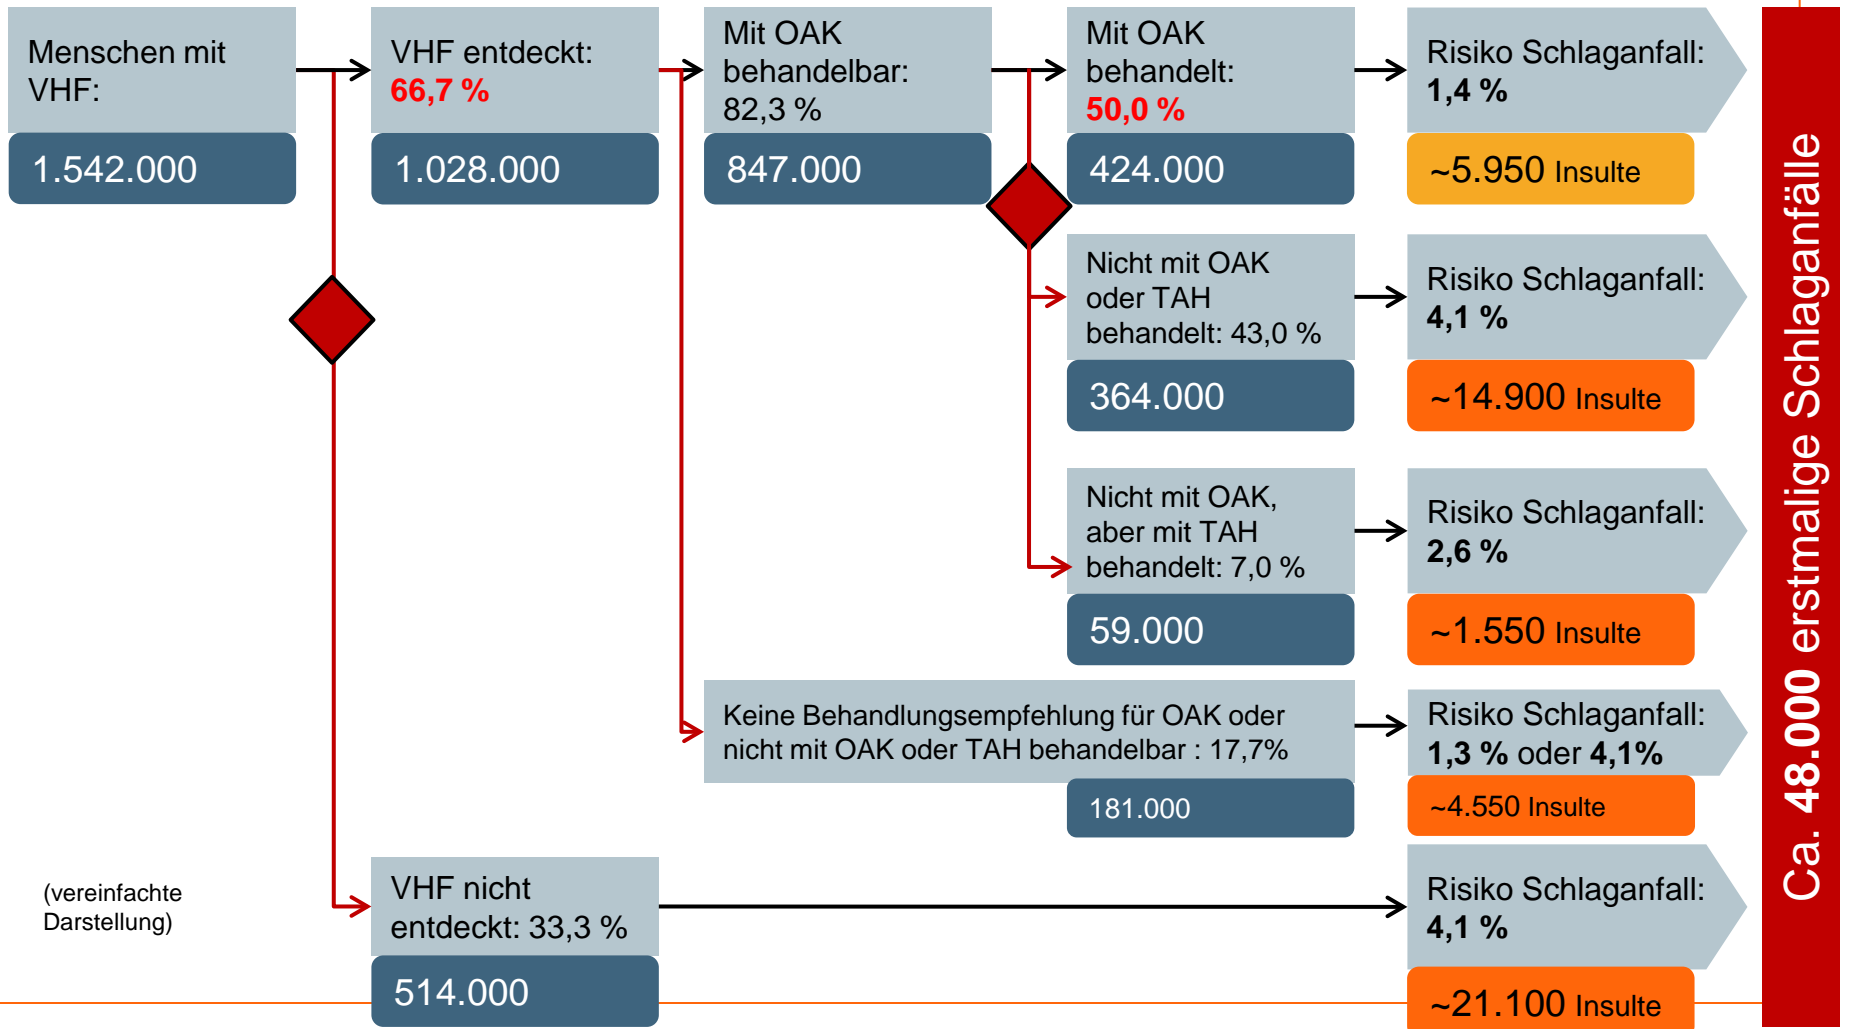 Menschen mit
VHF:
1.542.000
VHF entdeckt:
66,7 %
1.028.000
Mit OAK
behandelbar:
82,3 %
847.000
Mit OAK
behandelt:
50,0 %
424.000
Risiko Schlaganfall:
1,4 %
~5.950 Insulte
Nicht mit OAK
oder TAH
behandelt: 43,0 %
364.000
Risiko Schlaganfall:
4,1 %
~14.900 Insulte
Nicht mit OAK,
aber mit TAH
behandelt: 7,0 %
59.000
Risiko Schlaganfall:
2,6 %
~1.550 Insulte
Keine Behandlungsempfehlung für OAK oder
nicht mit OAK oder TAH behandelbar : 17,7%
181.000
Risiko Schlaganfall:
1,3 % oder 4,1%
~4.550 Insulte
(vereinfachte
Darstellung)
VHF nicht
entdeckt: 33,3 %
514.000
Risiko Schlaganfall:
4,1 %
~21.100 Insulte
Ca. 48.000 erstmalige Schlaganfälle